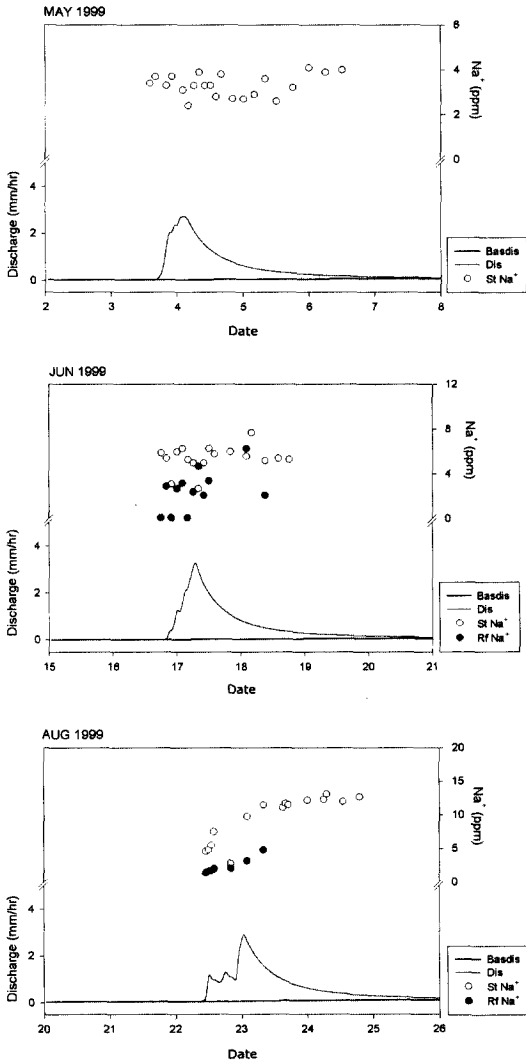 MAY 1999
6
4
2
0
Na⁺ (ppm)
4
2
0
Discharge (mm/hr)
2 3 4 5 6 7 8
Date
Basdis
Dis
St Na⁺
JUN 1999
12
8
4
0
Na⁺ (ppm)
4
2
0
Discharge (mm/hr)
15 16 17 18 19 20 21
Date
Basdis
Dis
St Na⁺
Rf Na⁺
AUG 1999
20
15
10
5
0
Na⁺ (ppm)
4
2
0
Discharge (mm/hr)
20 21 22 23 24 25 26
Date
Basdis
Dis
St Na⁺
Rf Na⁺